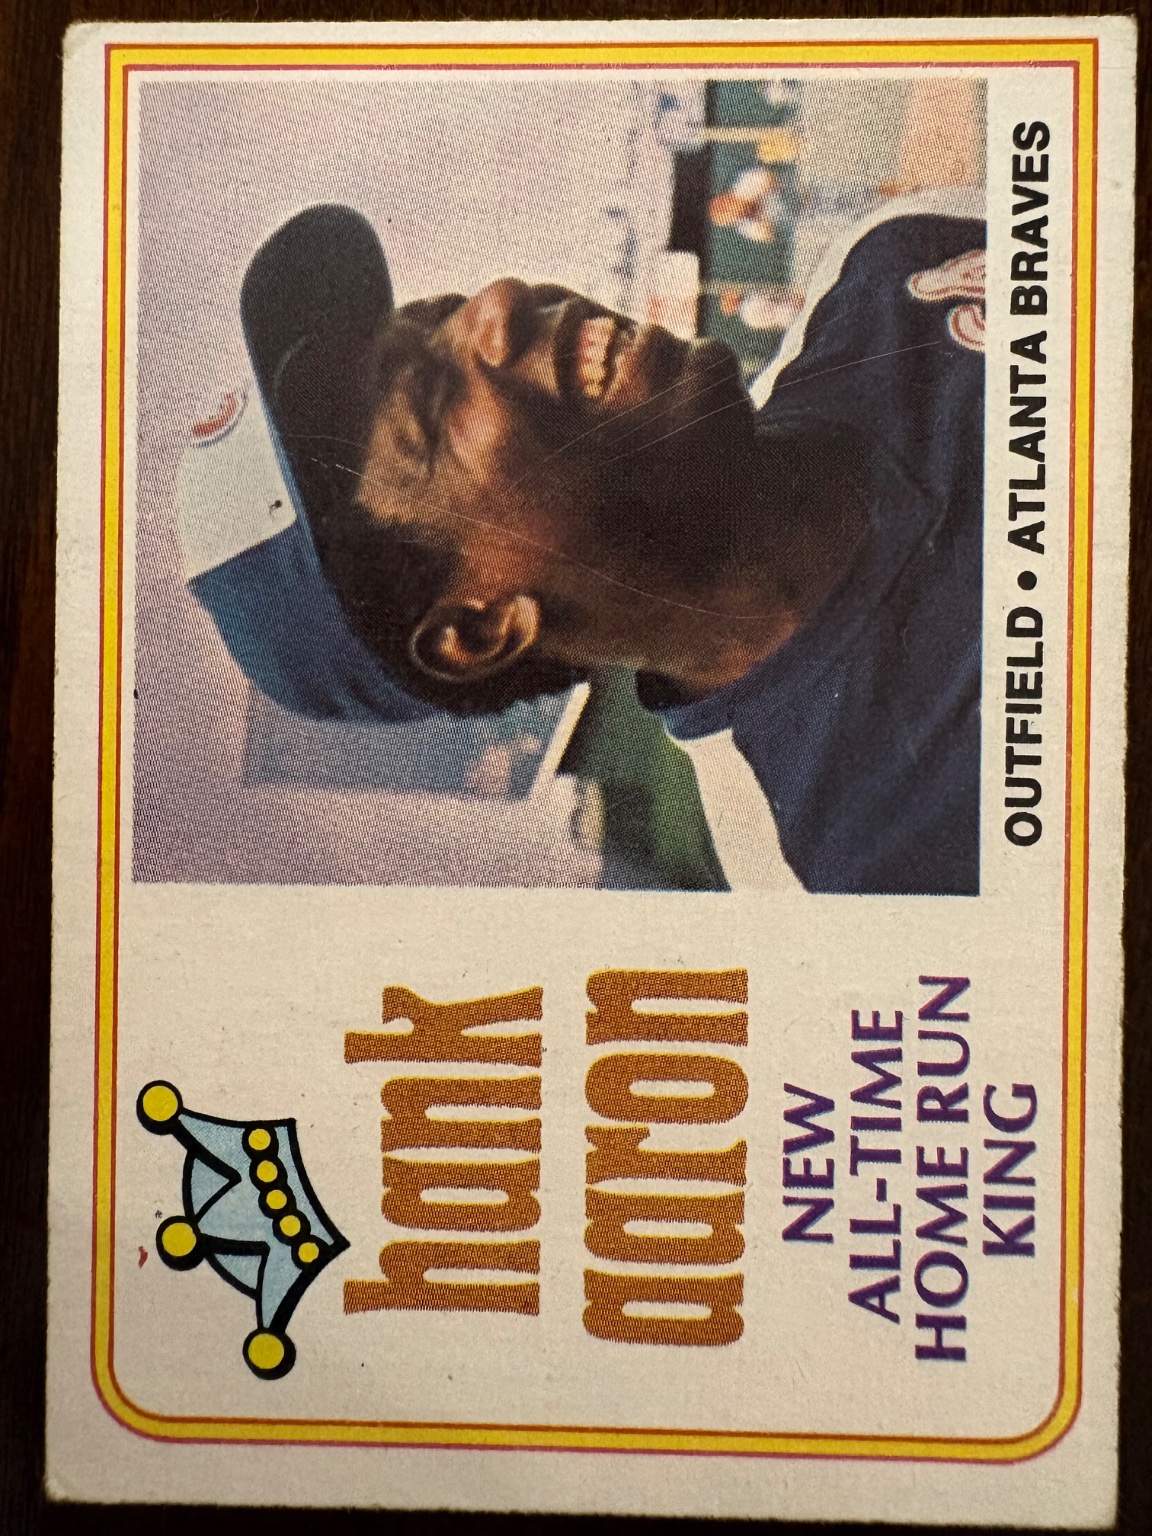 hank
aaron
NEW
ALL-TIME
HOME RUN
KING
OUTFIELD • ATLANTA BRAVES